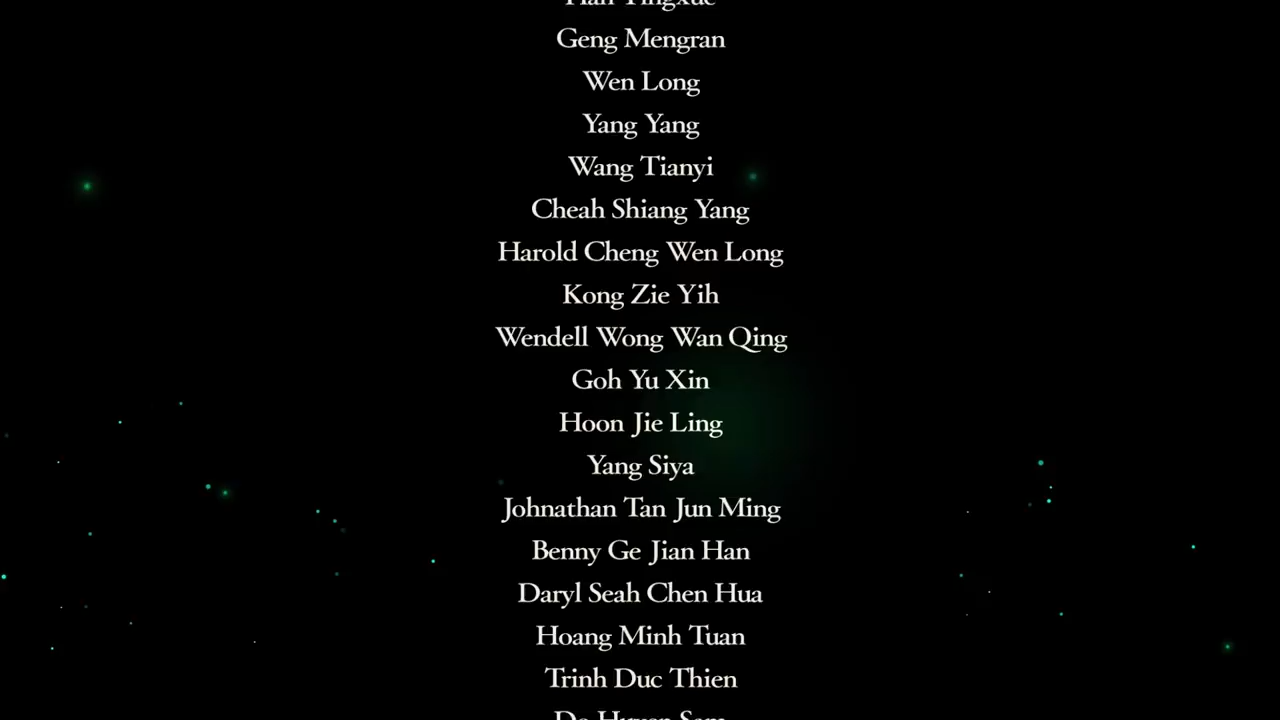 Geng Mengran
Wen Long
Yang Yang
Wang Tianyi
Cheah Shiang Yang
Harold Cheng Wen Long
Kong Zie Yih
Wendell Wong Wan Qing
Goh Yu Xin
Hoon Jie Ling
Yang Siya
Johnathan Tan Jun Ming
Benny Ge Jian Han
Daryl Seah Chen Hua
Hoang Minh Tuan
Trinh Duc Thien